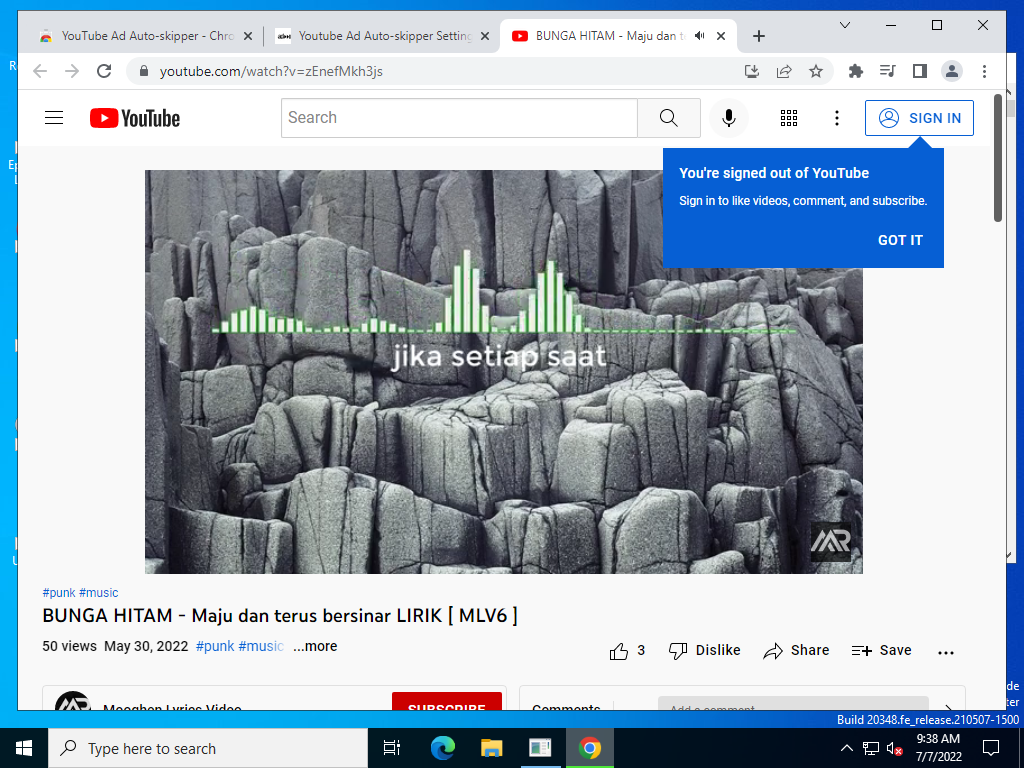 YouTube Ad Auto-skipper - Chro
Youtube Ad Auto-skipper Setting
BUNGA HITAM - Maju dan t
youtube.com/watch?v=zEnefMkh3js
YouTube
Search
SIGN IN
You're signed out of YouTube
Sign in to like videos, comment, and subscribe.
GOT IT
jika setiap saat
MR
#punk #music
BUNGA HITAM - Maju dan terus bersinar LIRIK [ MLV6 ]
50 views May 30, 2022 #punk #music ...more
3 Dislike Share Save
Mooghen Lyrics Video
SUBSCRIBE
Comments
Add a comment
Build 20348.fe_release.210507-1500
Type here to search
9:38 AM
7/7/2022